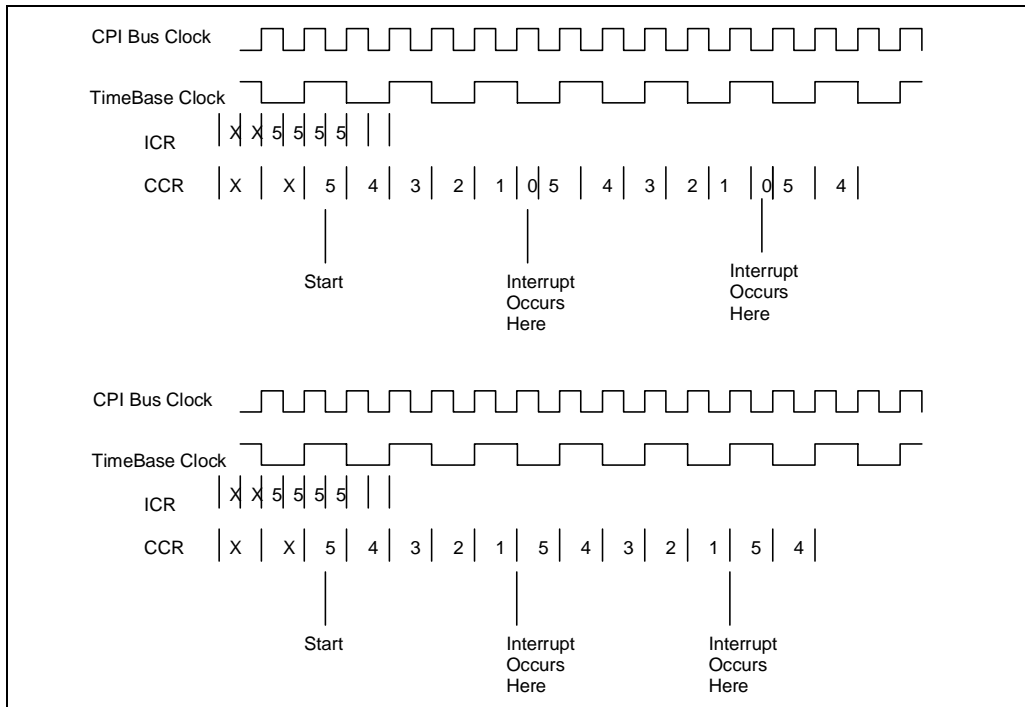 CPI Bus Clock
TimeBase Clock
ICR X X 5 5 5 5
CCR X X 5 4 3 2 1 0 5 4 3 2 1 0 5 4
Start
Interrupt
Occurs
Here
Interrupt
Occurs
Here
CPI Bus Clock
TimeBase Clock
ICR X X 5 5 5 5
CCR X X 5 4 3 2 1 5 4 3 2 1 5 4
Start
Interrupt
Occurs
Here
Interrupt
Occurs
Here